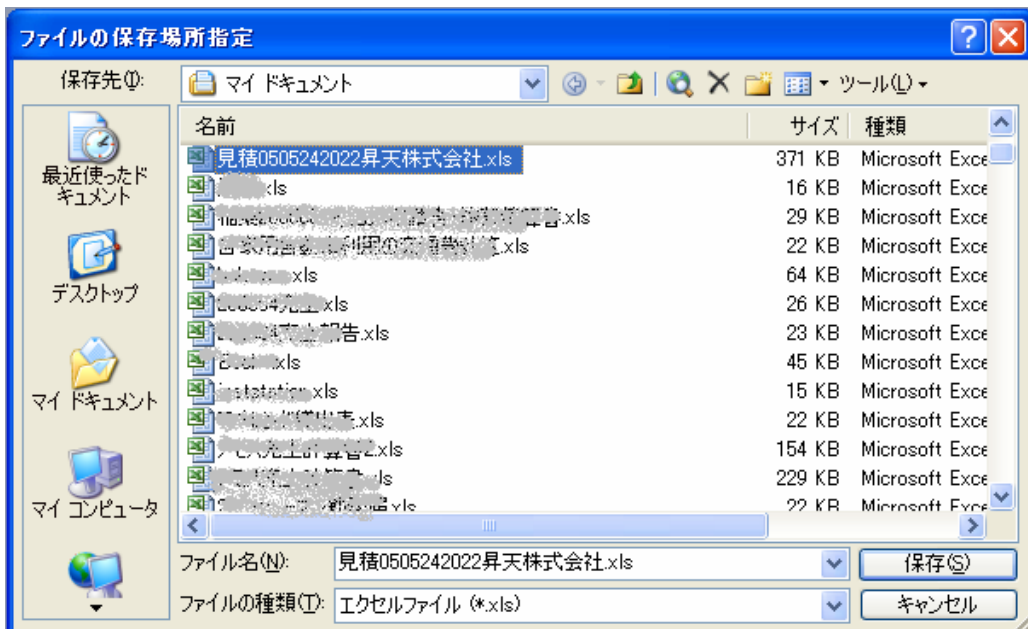 ファイルの保存場所指定
保存先(I):
マイ ドキュメント
ツール(L)
最近使ったド
キュメント
デスクトップ
マイ ドキュメント
マイ コンピュータ
名前 サイズ 種類
見積0505242022昇天株式会社.xls 371 KB Microsoft Exce
xls 16 KB Microsoft Exce
.xls 29 KB Microsoft Exce
.xls 22 KB Microsoft Exce
xls 64 KB Microsoft Exce
xls 26 KB Microsoft Exce
報告.xls 23 KB Microsoft Exce
xls 45 KB Microsoft Exce
xls 15 KB Microsoft Exce
.xls 22 KB Microsoft Exce
.xls 154 KB Microsoft Exce
ls 229 KB Microsoft Exce
xls 22 KB Microsoft Exce
ファイル名(N): 見積0505242022昇天株式会社.xls 保存(S)
ファイルの種類(T): エクセルファイル (*.xls) キャンセル